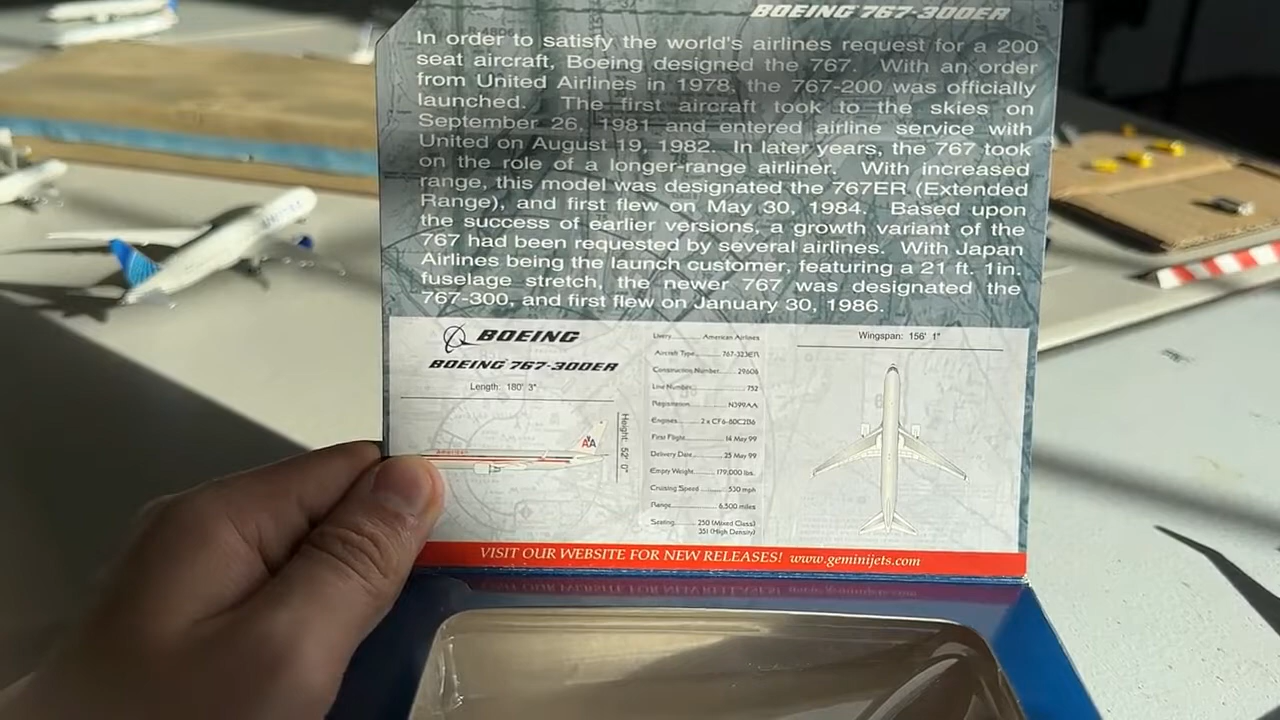 BOEING 767-300ER
In order to satisfy the world's airlines request for a 200
seat aircraft, Boeing designed the 767. With an order
from United Airlines in 1978, the 767-200 was officially
launched. The first aircraft took to the skies on
September 26, 1981 and entered airline service with
United on August 19, 1982. In later years, the 767 took
on the role of a longer-range airliner. With increased
range, this model was designated the 767ER (Extended
Range), and first flew on May 30, 1984. Based upon
the success of earlier versions, a growth variant of the
767 had been requested by several airlines. With Japan
Airlines being the launch customer, featuring a 21 ft. 1in.
fuselage stretch, the newer 767 was designated the
767-300, and first flew on January 30, 1986.
BOEING
BOEING 767-300ER
Length: 180' 3"
Height: 52' 0"
American
AA
Livery American Airlines
Aircraft Type 767-323ER
Construction Number 29606
Line Number 752
Registration N399AA
Engines 2 x CF6-80C2B6
First Flight 14 May 99
Delivery Date 25 May 99
Empty Weight 179,000 lbs.
Cruising Speed 530 mph
Range 6,500 miles
Seating 250 (Mixed Class)
351 (High Density)
Wingspan: 156' 1"
VISIT OUR WEBSITE FOR NEW RELEASES! www.geminijets.com